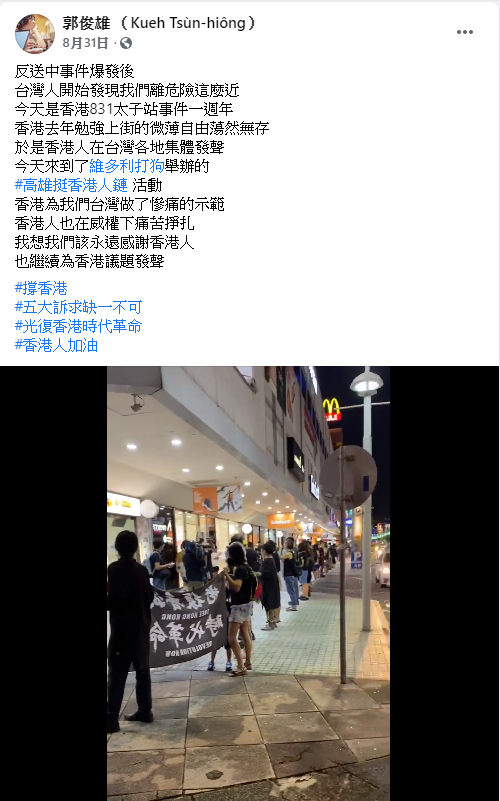 郭俊雄 （Kueh Tsùn-hiông）
8月31日 ·
反送中事件爆發後
台灣人開始發現我們離危險這麼近
今天是香港831太子站事件一週年
香港去年勉強上街的微薄自由蕩然無存
於是香港人在台灣各地集體發聲
今天來到了維多利打狗舉辦的
#高雄挺香港人鏈 活動
香港為我們台灣做了慘痛的示範
香港人也在威權下痛苦掙扎
我想我們該永遠感謝香港人
也繼續為香港議題發聲
#撐香港
#五大訴求缺一不可
#光復香港時代革命
#香港人加油
FREE HONG KONG
時代革命
REVOLUTION NOW